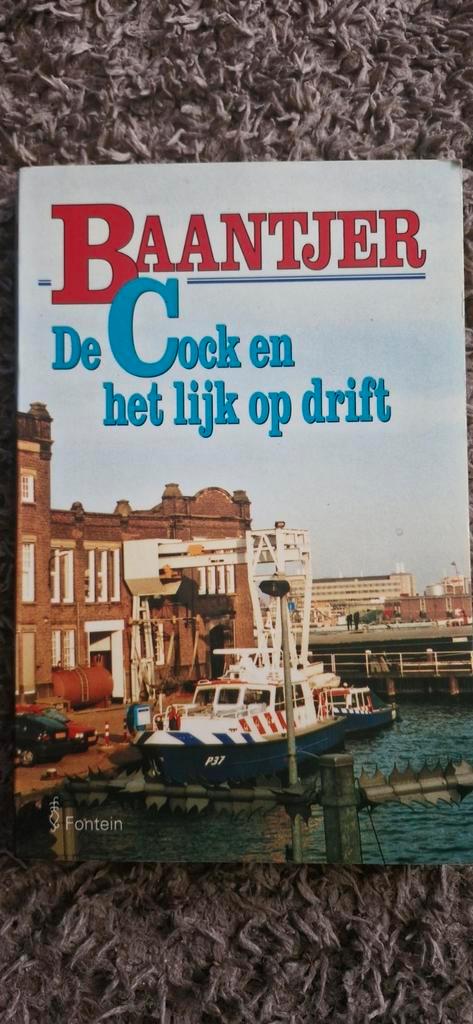 BAANTJER
De Cock en
het lijk op drift
P37
Fontein